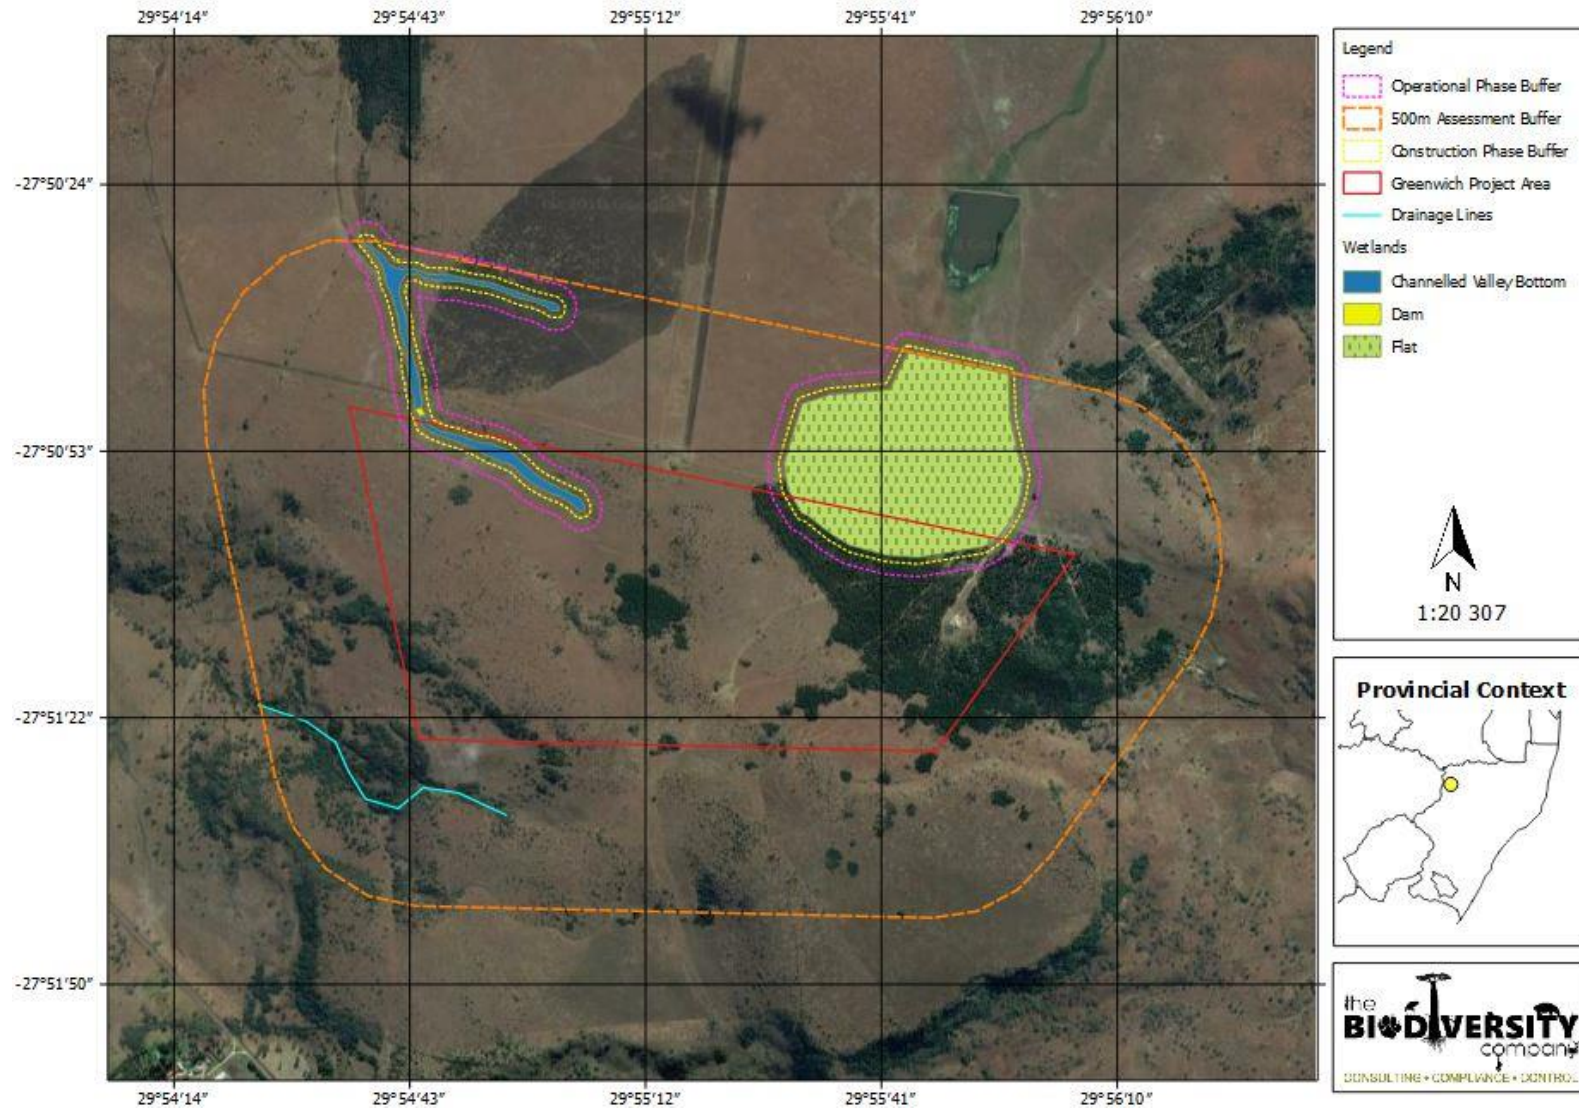 29°54′14″ 29°54′43″ 29°55′12″ 29°55′41″ 29°56′10″
-27°50′24″
-27°50′53″
-27°51′22″
-27°51′50″
29°54′14″ 29°54′43″ 29°55′12″ 29°55′41″ 29°56′10″
Legend
Operational Phase Buffer
500m Assessment Buffer
Construction Phase Buffer
Greenwich Project Area
Drainage Lines
Wetlands
Channelled Valley Bottom
Dam
Flat
N
1:20 307
Provincial Context
the
BIODIVERSITY
company
CONSULTING • COMPLIANCE • CONTROL